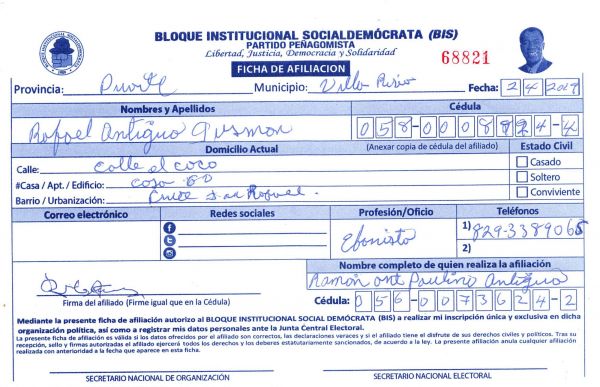 BLOQUE INSTITUCIONAL SOCIALDEMÓCRATA (BIS)
PARTIDO PEÑAGOMISTA
Libertad, Justicia, Democracia y Solidaridad
68821
FICHA DE AFILIACION
Provincia: Duarte Municipio: Villa Riva Fecha: 2 4 2019
Nombres y Apellidos Cédula
Rafael Antigua Gusmon 058-0008824-4
Domicilio Actual (Anexar copia de cédula del afiliado) Estado Civil
Calle: Calle el coco Casado
#Casa / Apt. / Edificio: Casa Soltero
Barrio / Urbanización: Cruce San Rafael. Conviviente
Correo electrónico Redes sociales Profesión/Oficio Teléfonos
Ebanista 1) 829-3389065
2)
Nombre completo de quien realiza la afiliación
Ramón ont Paulino Antigua
Firma del afiliado (Firme igual que en la Cédula) Cédula: 056-0073624-2
Mediante la presente ficha de afiliación autorizo al BLOQUE INSTITUCIONAL SOCIAL DEMÓCRATA (BIS) a realizar mi inscripción única y exclusiva en dicha
organización política, así como a registrar mis datos personales ante la Junta Central Electoral.
La presente ficha de afiliación es válida si los datos ofrecidos por el afiliado son correctos, las declaraciones veraces y si el afiliado tiene el disfrute de sus derechos civiles y políticos. Tras su
recepción, sello y firmas autorizadas el afiliado ejercerá todos los derechos y los deberes estatutáriamente sancionados, de acuerdo a la ley. La presente afiliación anula cualquier afiliación
realizada con anterioridad a la fecha que aparece en esta ficha.
SECRETARIO NACIONAL DE ORGANIZACIÓN SECRETARIO NACIONAL ELECTORAL